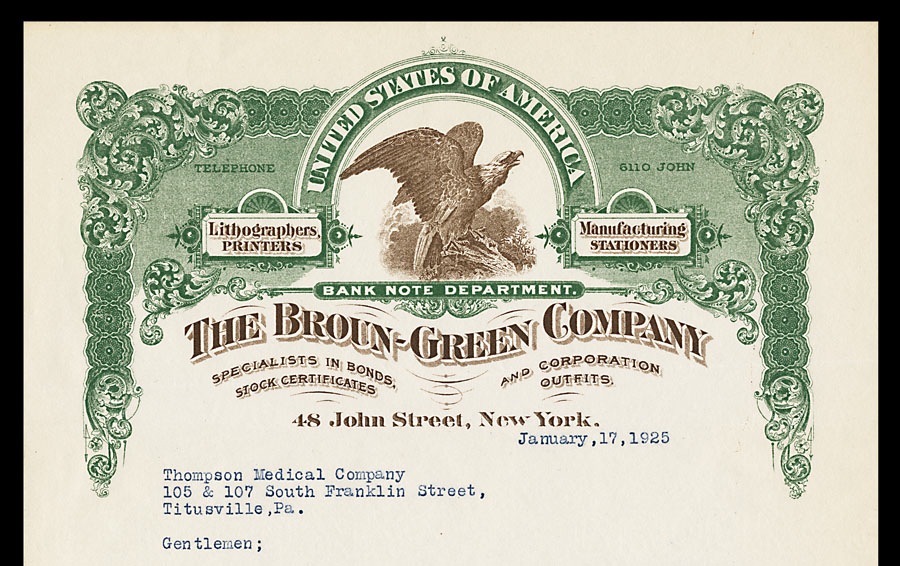 UNITED STATES OF AMERICA
TELEPHONE
6110 JOHN
Lithographers,
PRINTERS
Manufacturing
STATIONERS
BANK NOTE DEPARTMENT.
THE BROUN-GREEN COMPANY
SPECIALISTS IN BONDS,
STOCK CERTIFICATES
AND CORPORATION
OUTFITS.
48 John Street, New York.
January,17,1925
Thompson Medical Company
105 & 107 South Franklin Street,
Titusville,Pa.
Gentlemen;